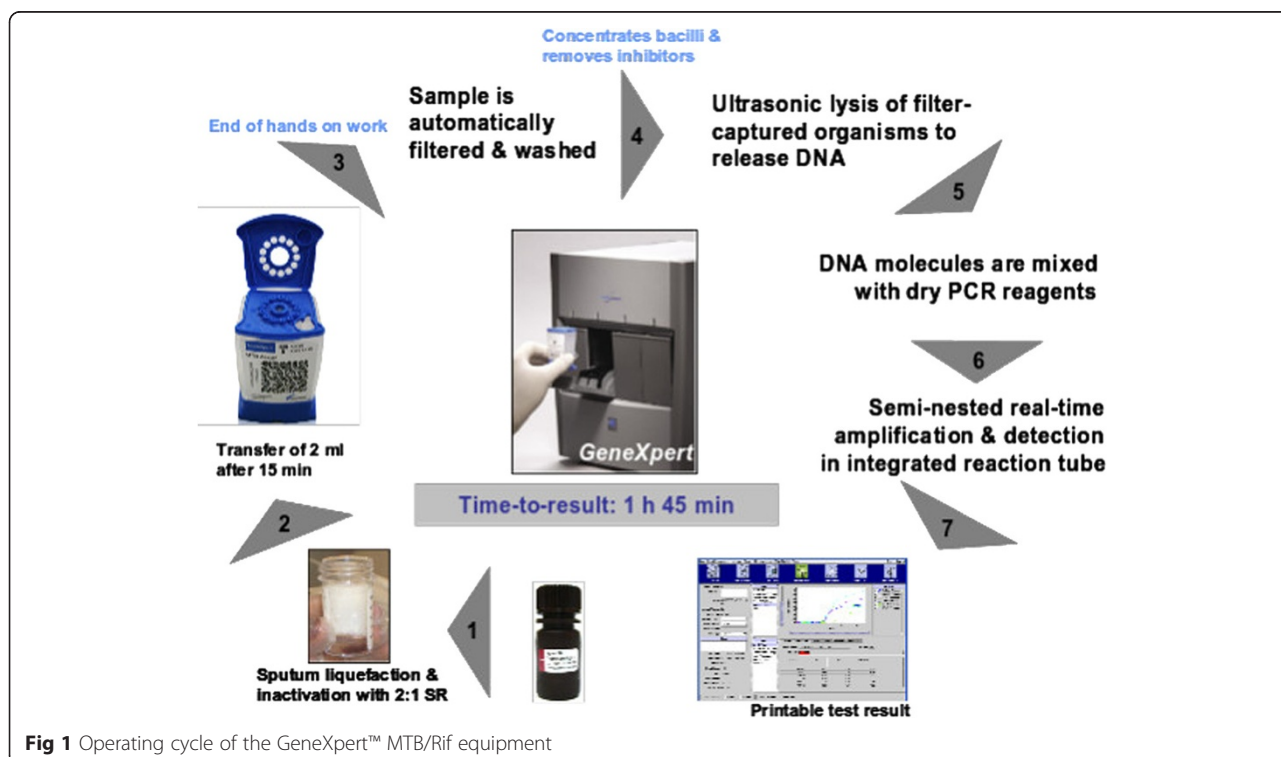 Concentrates bacilli &
removes inhibitors
Sample is
automatically
filtered & washed
4
Ultrasonic lysis of filter-
captured organisms to
release DNA
End of hands on work
3
5
DNA molecules are mixed
with dry PCR reagents
6
Semi-nested real-time
amplification & detection
in integrated reaction tube
GeneXpert
Transfer of 2 ml
after 15 min
Time-to-result: 1 h 45 min
2
7
1
Sputum liquefaction &
inactivation with 2:1 SR
Printable test result
Fig 1 Operating cycle of the GeneXpert™ MTB/Rif equipment